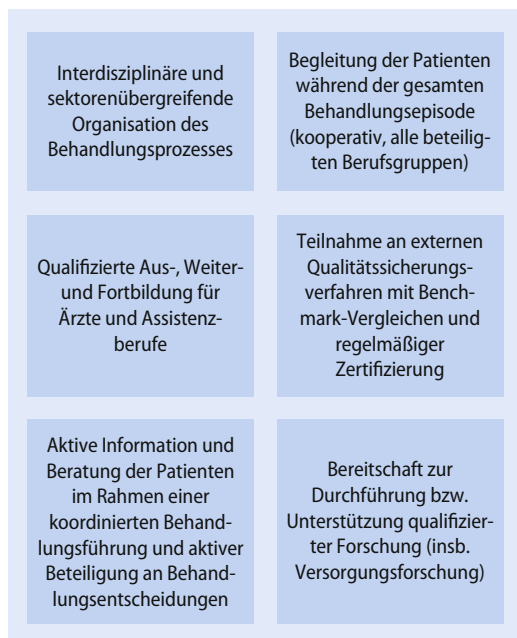 Interdisziplinäre und
sektorenübergreifende
Organisation des
Behandlungsprozesses
Begleitung der Patienten
während der gesamten
Behandlungsepisode
(kooperativ, alle beteilig-
ten Berufsgruppen)
Qualifizierte Aus-, Weiter-
und Fortbildung für
Ärzte und Assistenz-
berufe
Teilnahme an externen
Qualitätssicherungs-
verfahren mit Bench-
mark-Vergleichen und
regelmäßiger
Zertifizierung
Aktive Information und
Beratung der Patienten
im Rahmen einer
koordinierten Behand-
lungsführung und aktiver
Beteiligung an Behand-
lungsentscheidungen
Bereitschaft zur
Durchführung bzw.
Unterstützung qualifizier-
ter Forschung (insb.
Versorgungsforschung)